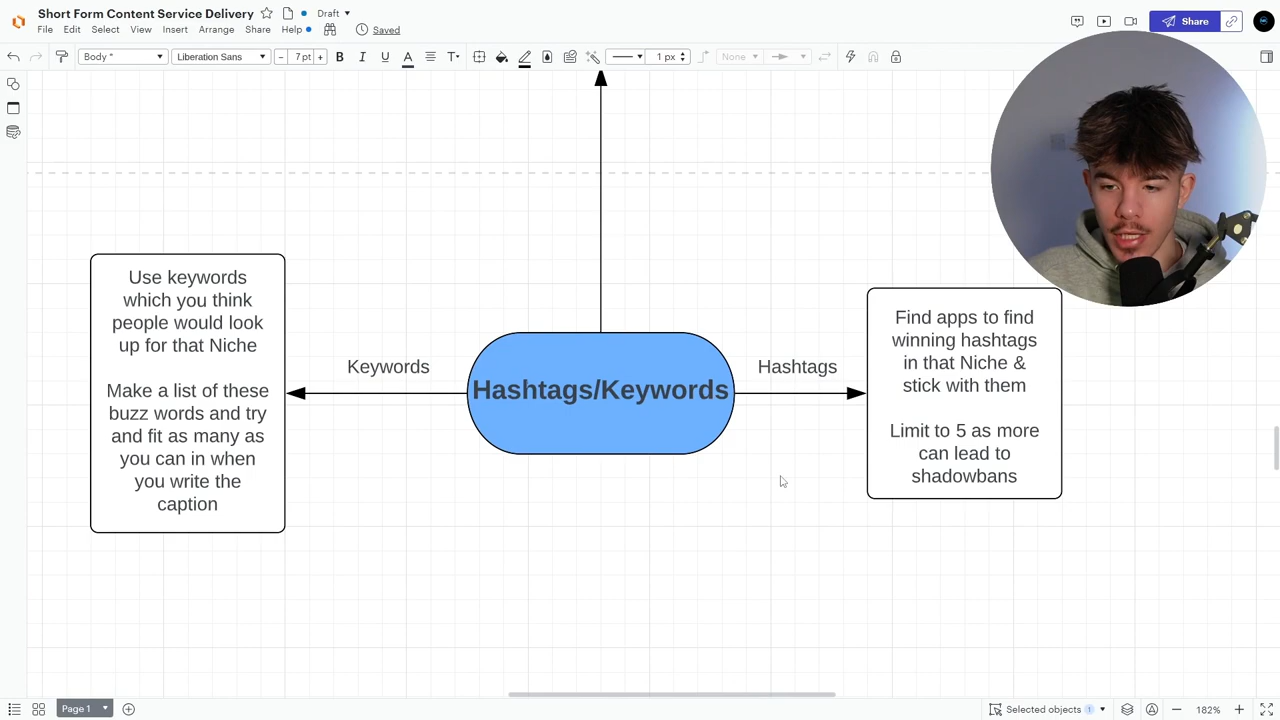 Short Form Content Service Delivery
Draft
File Edit Select View Insert Arrange Share Help
Saved
Share
Body *
Liberation Sans
7 pt
B I U
T
1 px
None
Use keywords
which you think
people would look
up for that Niche
Make a list of these
buzz words and try
and fit as many as
you can in when
you write the
caption
Keywords
Hashtags/Keywords
Hashtags
Find apps to find
winning hashtags
in that Niche &
stick with them
Limit to 5 as more
can lead to
shadowbans
Page 1
Selected objects 1
182%